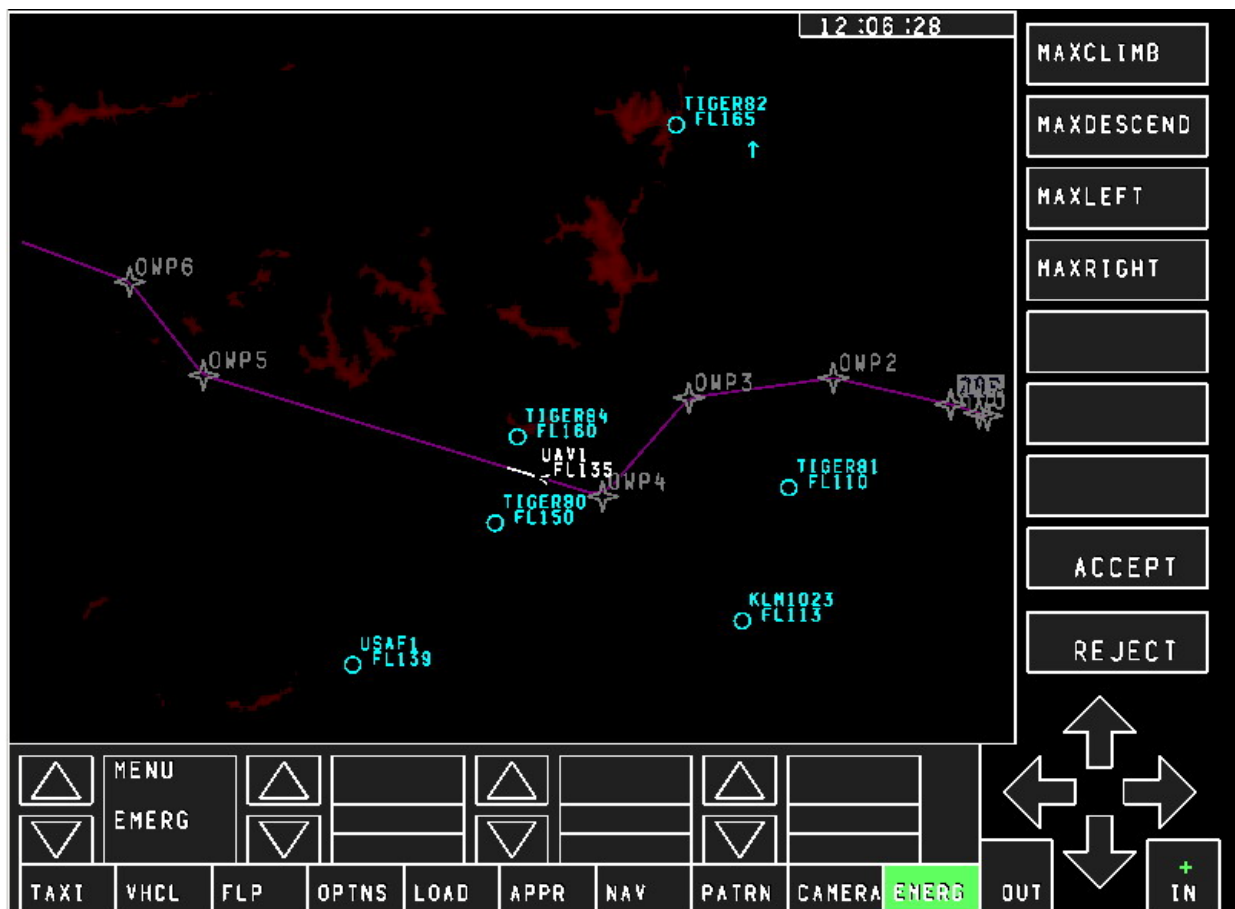 12:06:28
MAXCLIMB
TIGER82
FL165
MAXDESCEND
MAXLEFT
OWP6
MAXRIGHT
OWP5
OWP2
OWP3
TIGER84
FL160
UAV1
FL135
OWP4
TIGER81
FL110
TIGER80
FL150
ACCEPT
KLM1023
FL113
USAF1
FL139
REJECT
MENU
EMERG
TAXI VHCL FLP OPTNS LOAD APPR NAV PATRN CAMERA EMERG OUT + IN